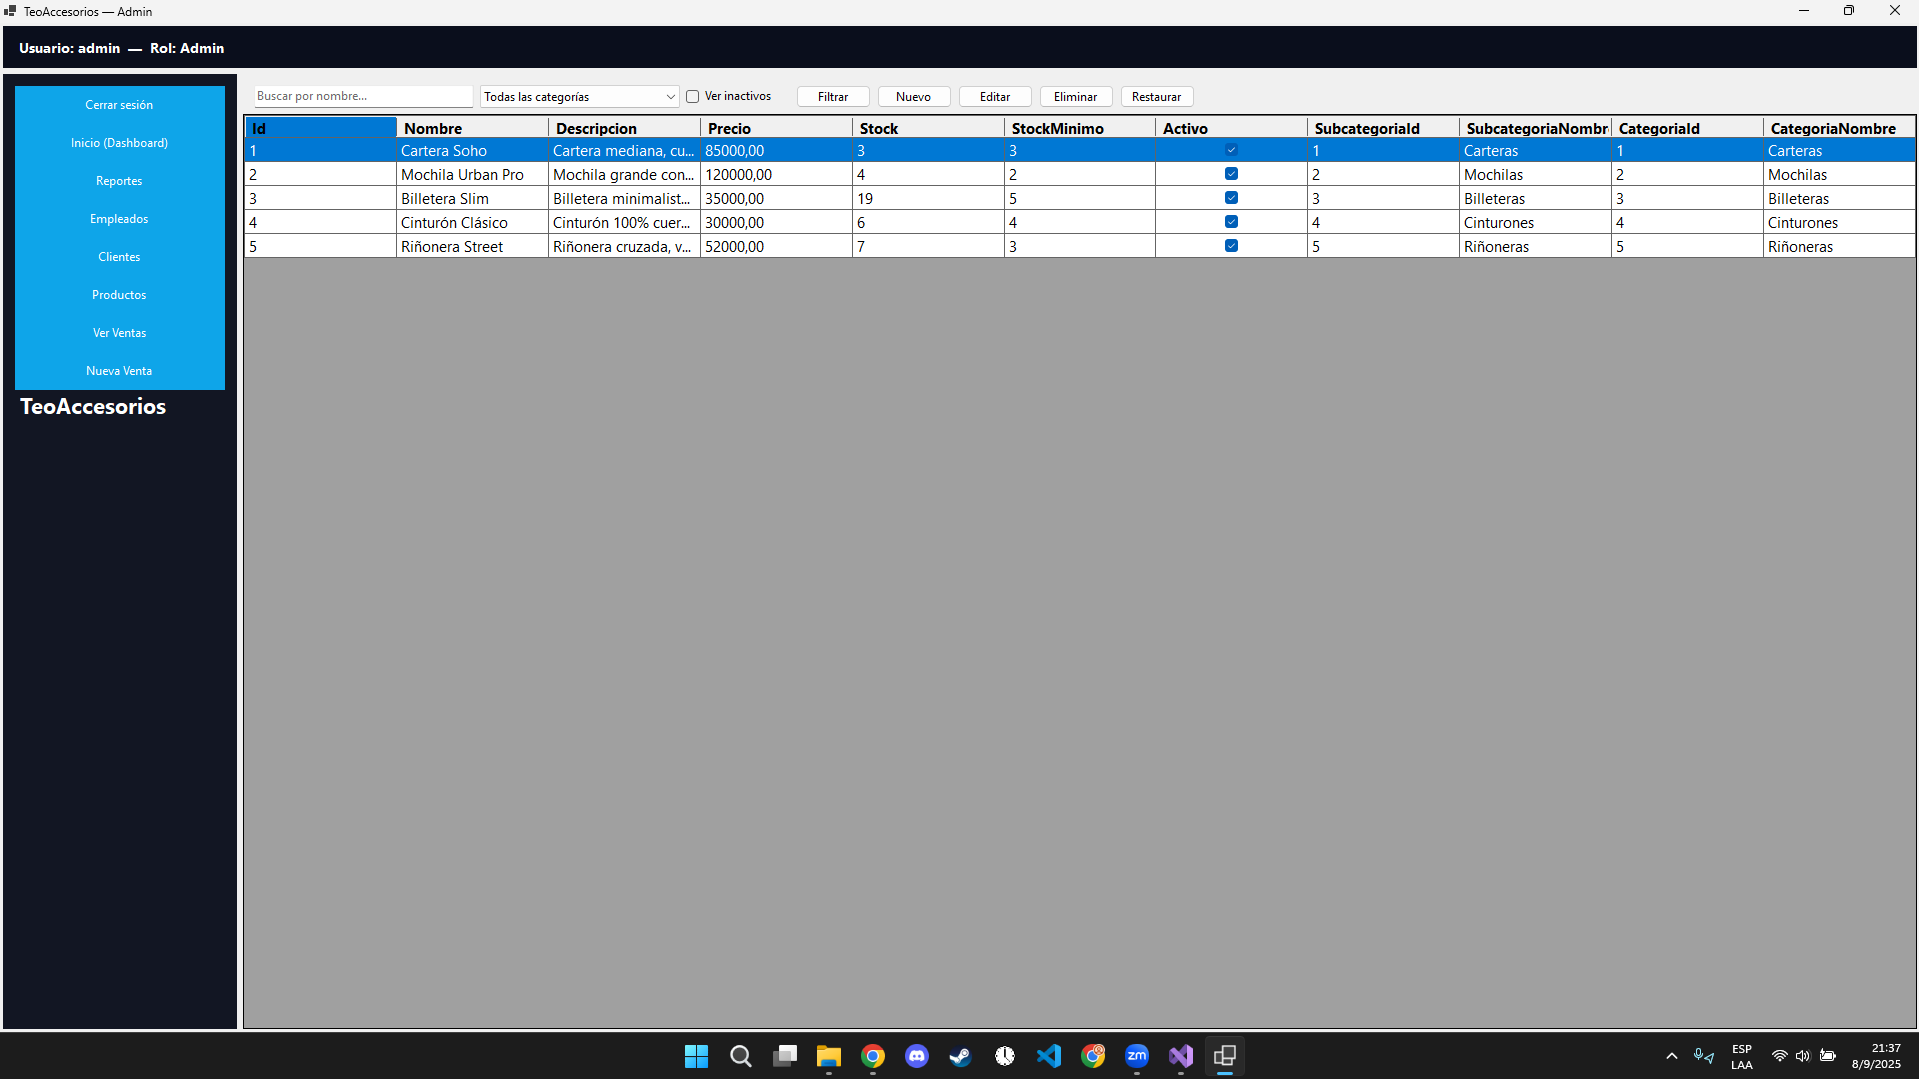 TeoAccesorios — Admin
Usuario: admin — Rol: Admin
Cerrar sesión
Inicio (Dashboard)
Reportes
Empleados
Clientes
Productos
Ver Ventas
Nueva Venta
TeoAccesorios
Buscar por nombre... Todas las categorías Ver inactivos Filtrar Nuevo Editar Eliminar Restaurar
Id Nombre Descripcion Precio Stock StockMinimo Activo SubcategoriaId SubcategoriaNombr CategoriaId CategoriaNombre
1 Cartera Soho Cartera mediana, cu... 85000,00 3 3 1 Carteras 1 Carteras
2 Mochila Urban Pro Mochila grande con... 120000,00 4 2 2 Mochilas 2 Mochilas
3 Billetera Slim Billetera minimalist... 35000,00 19 5 3 Billeteras 3 Billeteras
4 Cinturón Clásico Cinturón 100% cuer... 30000,00 6 4 4 Cinturones 4 Cinturones
5 Riñonera Street Riñonera cruzada, v... 52000,00 7 3 5 Riñoneras 5 Riñoneras
zm
ESP
LAA
21:37
8/9/2025